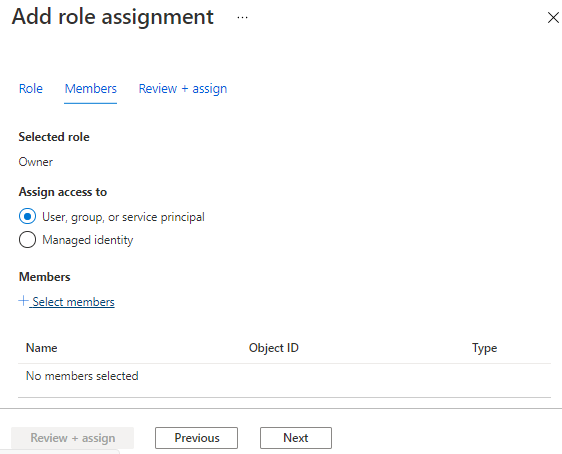 Add role assignment ...
Role Members Review + assign
Selected role
Owner
Assign access to
User, group, or service principal
Managed identity
Members
+ Select members
Name Object ID Type
No members selected
Review + assign Previous Next